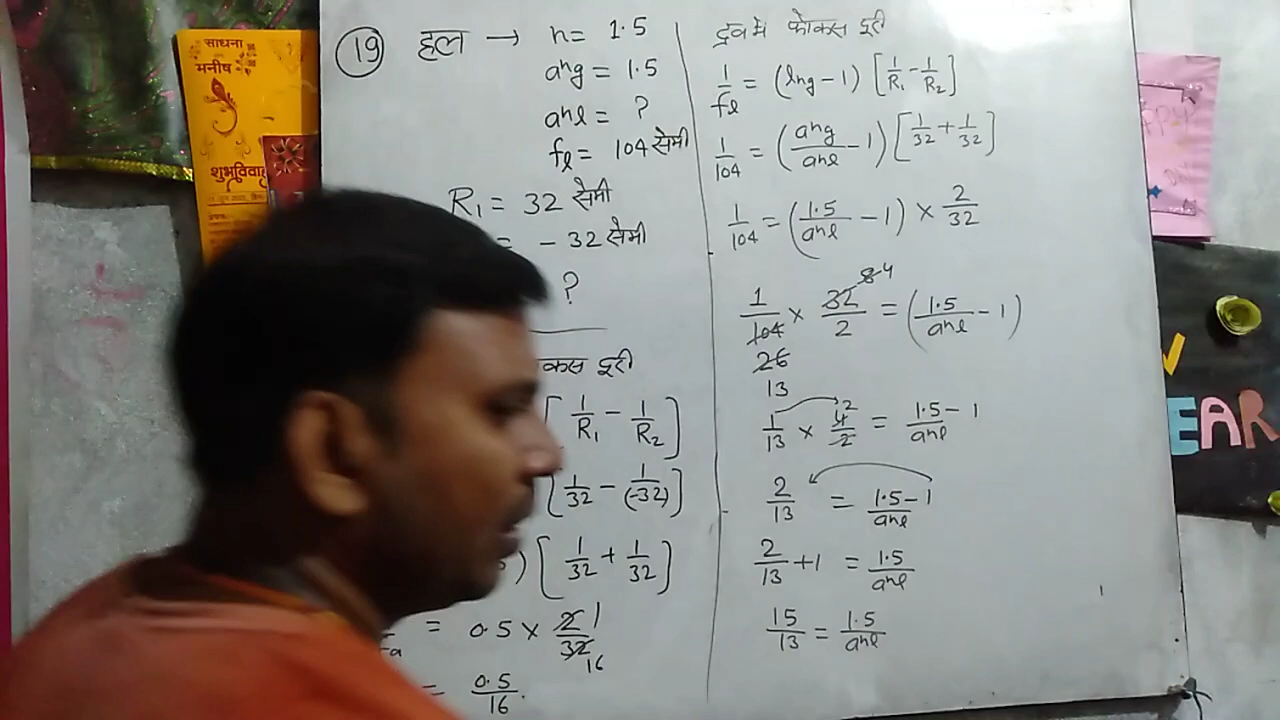 साधना
मनीष
शुभविवाह
(19) हल → n = 1.5
ang = 1.5
anl = ?
fl = 104 सेमी
R₁ = 32 सेमी
= - 32 सेमी
?
कस दूरी
[1/R₁ - 1/R₂]
[1/32 - 1/(-32)]
) [1/32 + 1/32]
= 0.5 × 2/32 1 16
= 0.5/16.
द्रव में फोकस दूरी
1/fl = (lng - 1) [1/R₁ - 1/R₂]
1/104 = (ang/anl - 1) [1/32 + 1/32]
1/104 = (1.5/anl - 1) × 2/32
1/104 × 32/2 = (1.5/anl - 1)
8 4
26
13
1/13 × 4/2 2 = 1.5 - 1/anl
2/13 = 1.5 - 1/anl
2/13 + 1 = 1.5/anl
15/13 = 1.5/anl
EAR